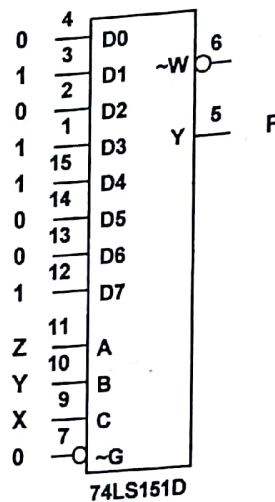 0 4 D0
1 3 D1 ~W 6
0 2 D2
1 1 D3 Y 5 F
1 15 D4
0 14 D5
0 13 D6
1 12 D7
Z 11 A
Y 10 B
X 9 C
0 7 ~G
74LS151D